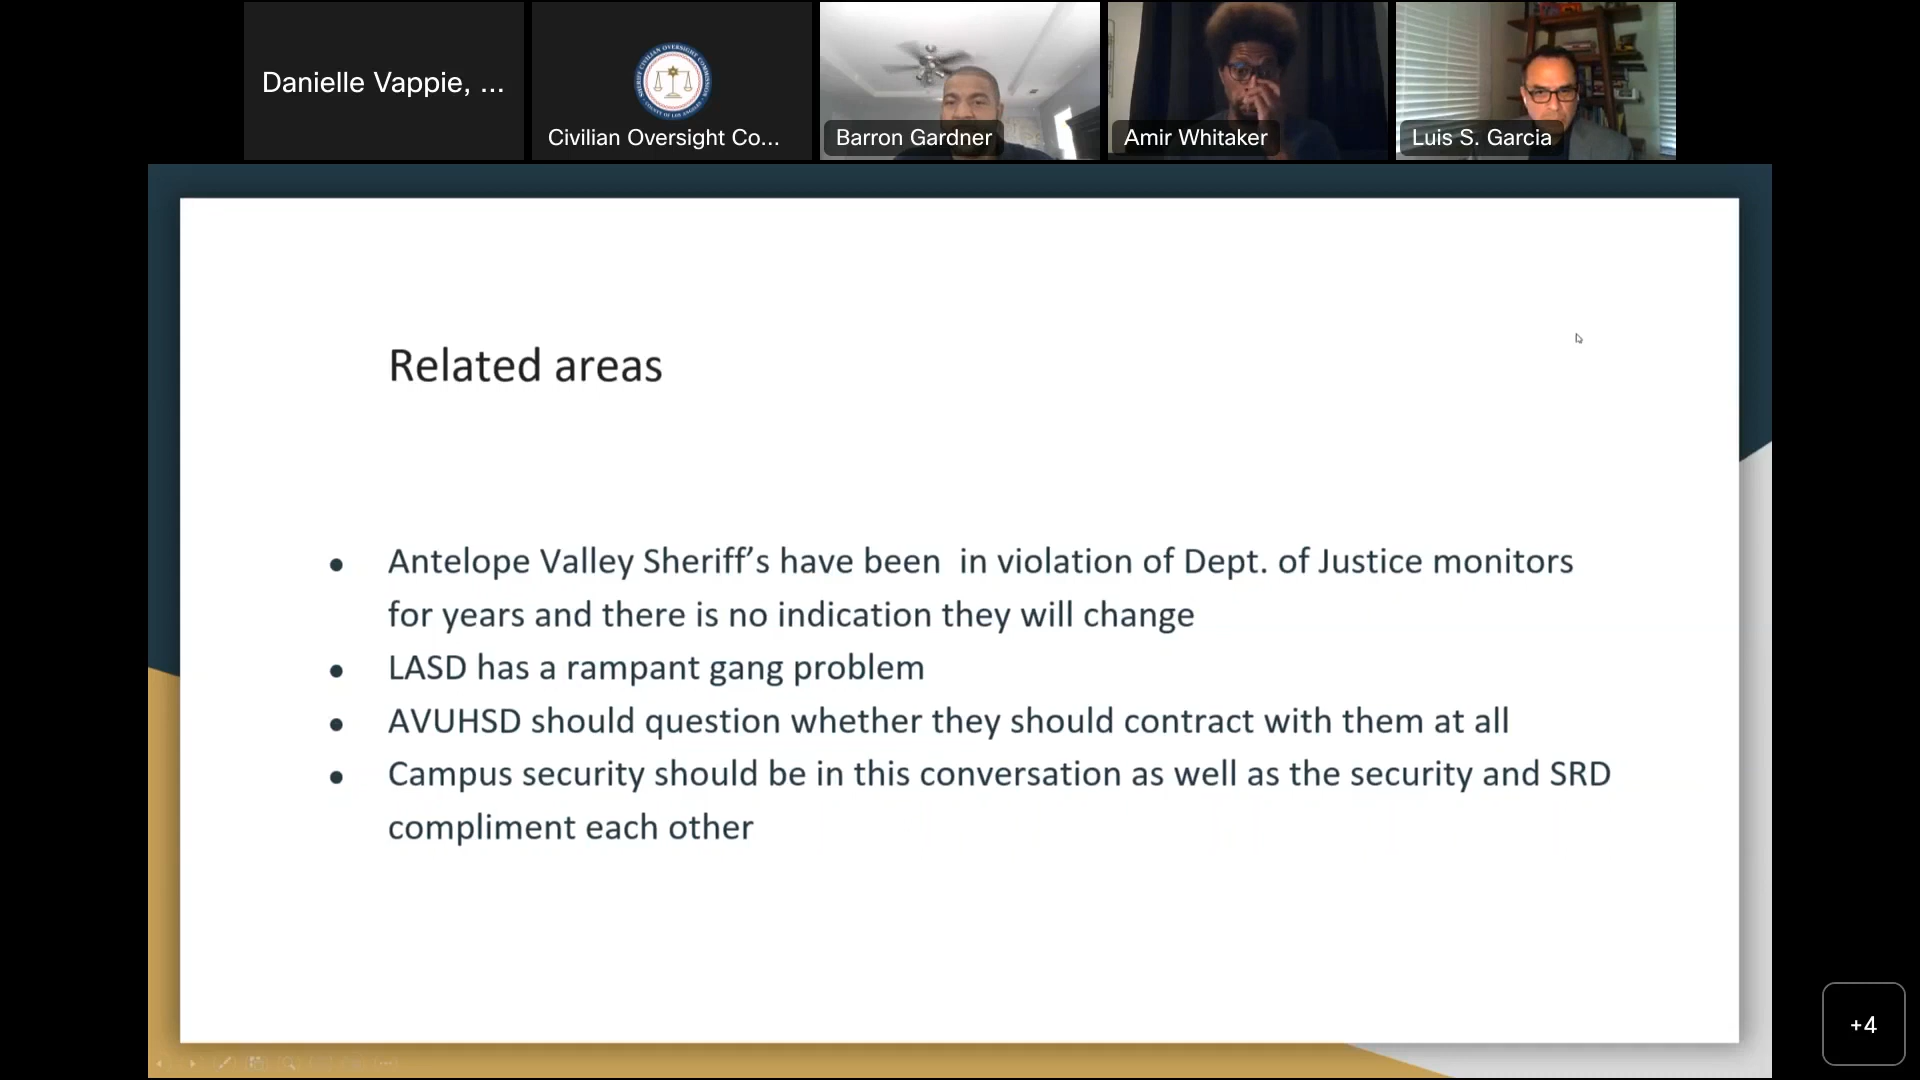 Danielle Vappie, ...
Civilian Oversight Co...
Barron Gardner
Amir Whitaker
Luis S. Garcia
Related areas
• Antelope Valley Sheriff’s have been  in violation of Dept. of Justice monitors
for years and there is no indication they will change
• LASD has a rampant gang problem
• AVUHSD should question whether they should contract with them at all
• Campus security should be in this conversation as well as the security and SRD
compliment each other
+4